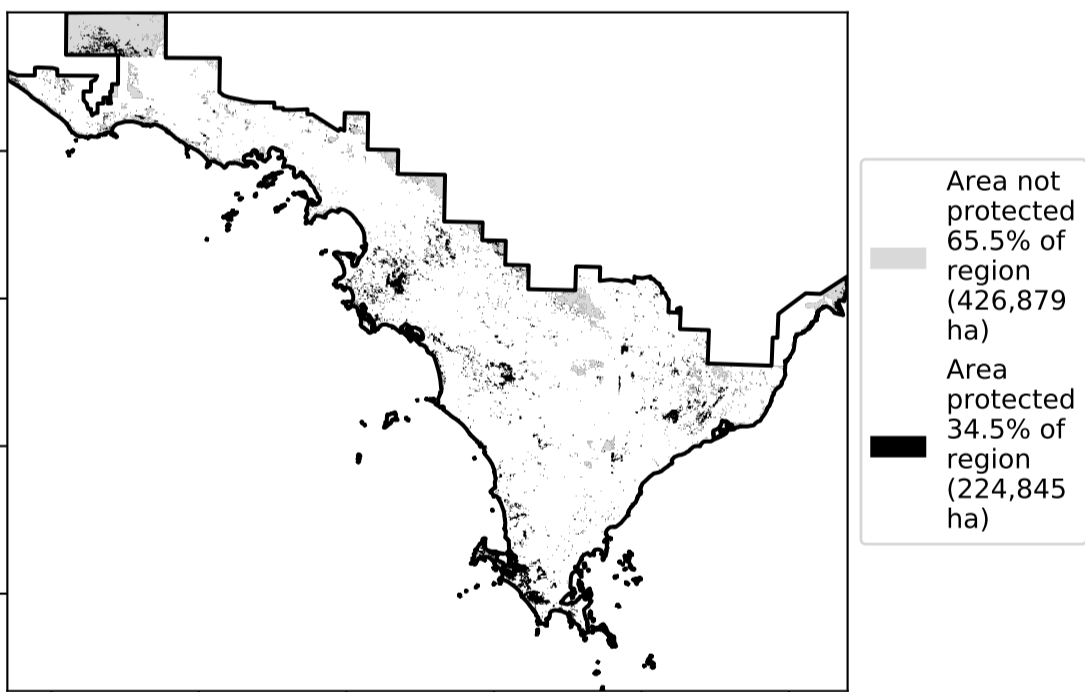 Area not
protected
65.5% of
region
(426,879
ha)
Area
protected
34.5% of
region
(224,845
ha)